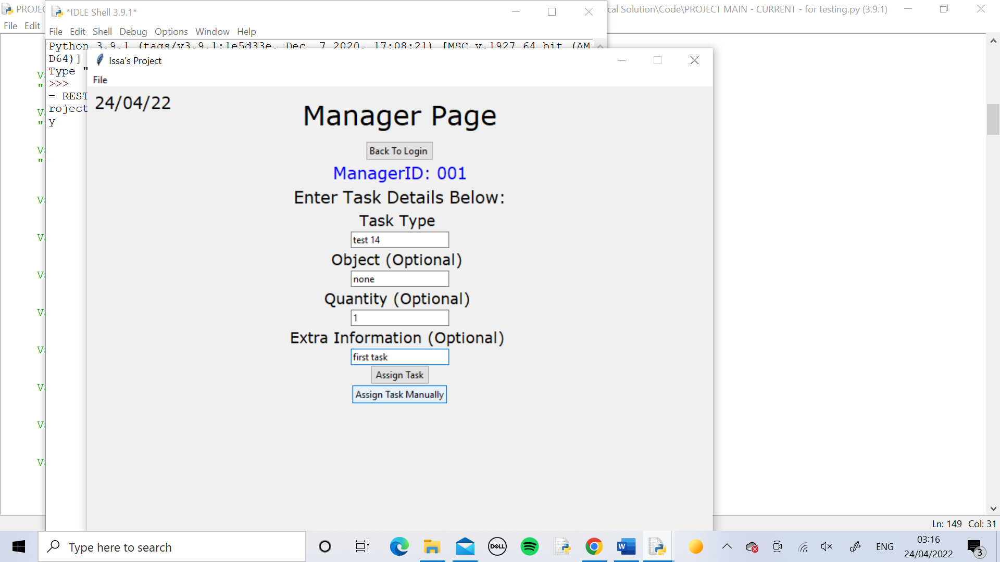 PROJEC
*IDLE Shell 3.9.1*
cal Solution\Code\PROJECT MAIN - CURRENT - for testing.py (3.9.1)
File Edit
File Edit Shell Debug Options Window Help
Python 3.9.1 (tags/v3.9.1:1e5d33e, Dec 7 2020, 17:08:21) [MSC v.1927 64 bit (AM
D64)]
Type "
>>>
= REST
roject
y
Issa's Project
File
24/04/22
Manager Page
Back To Login
ManagerID: 001
Enter Task Details Below:
Task Type
test 14
Object (Optional)
none
Quantity (Optional)
1
Extra Information (Optional)
first task
Assign Task
Assign Task Manually
Ln: 149 Col: 31
Type here to search
DELL
W
ENG
03:16
24/04/2022
3